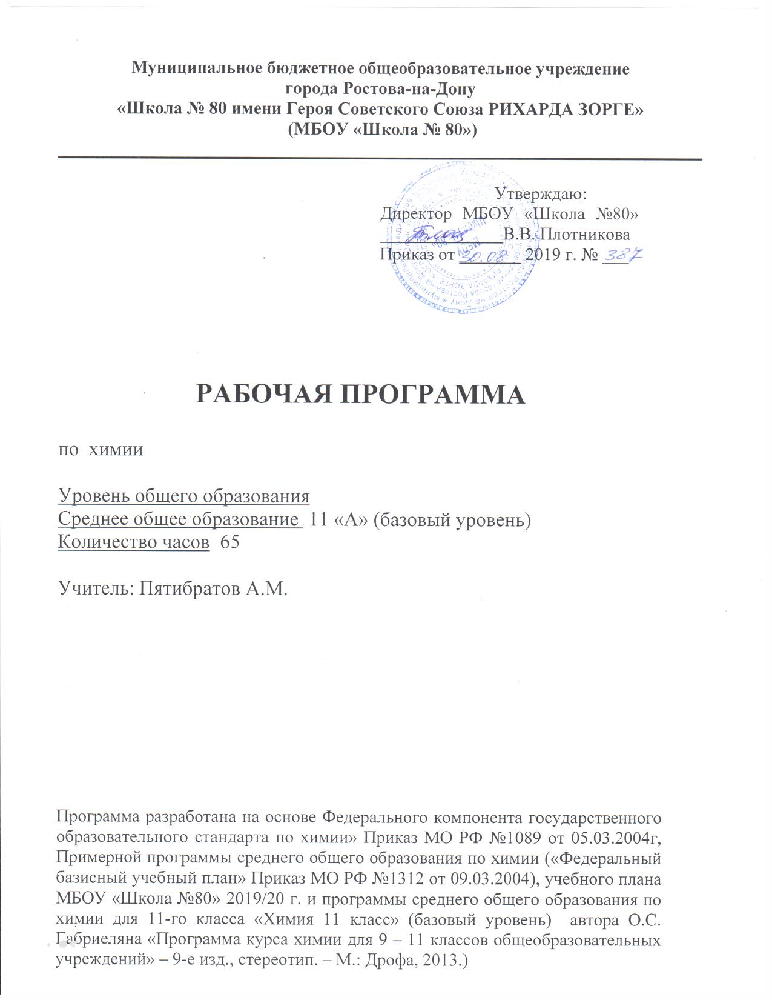 Муниципальное бюджетное общеобразовательное учреждение
города Ростова-на-Дону
«Школа № 80 имени Героя Советского Союза РИХАРДА ЗОРГЕ»
(МБОУ «Школа № 80»)
Утверждаю:
Директор МБОУ «Школа №80»
В.В. Плотникова
Приказ от 30.08 2019 г. № 387
РАБОЧАЯ ПРОГРАММА
по химии
Уровень общего образования
Среднее общее образование 11 «А» (базовый уровень)
Количество часов 65
Учитель: Пятибратов А.М.
Программа разработана на основе Федерального компонента государственного
образовательного стандарта по химии» Приказ МО РФ №1089 от 05.03.2004г,
Примерной программы среднего общего образования по химии («Федеральный
базисный учебный план» Приказ МО РФ №1312 от 09.03.2004), учебного плана
МБОУ «Школа №80» 2019/20 г. и программы среднего общего образования по
химии для 11-го класса «Химия 11 класс» (базовый уровень) автора О.С.
Габриеляна «Программа курса химии для 9 – 11 классов общеобразовательных
учреждений» – 9-е изд., стереотип. – М.: Дрофа, 2013.)